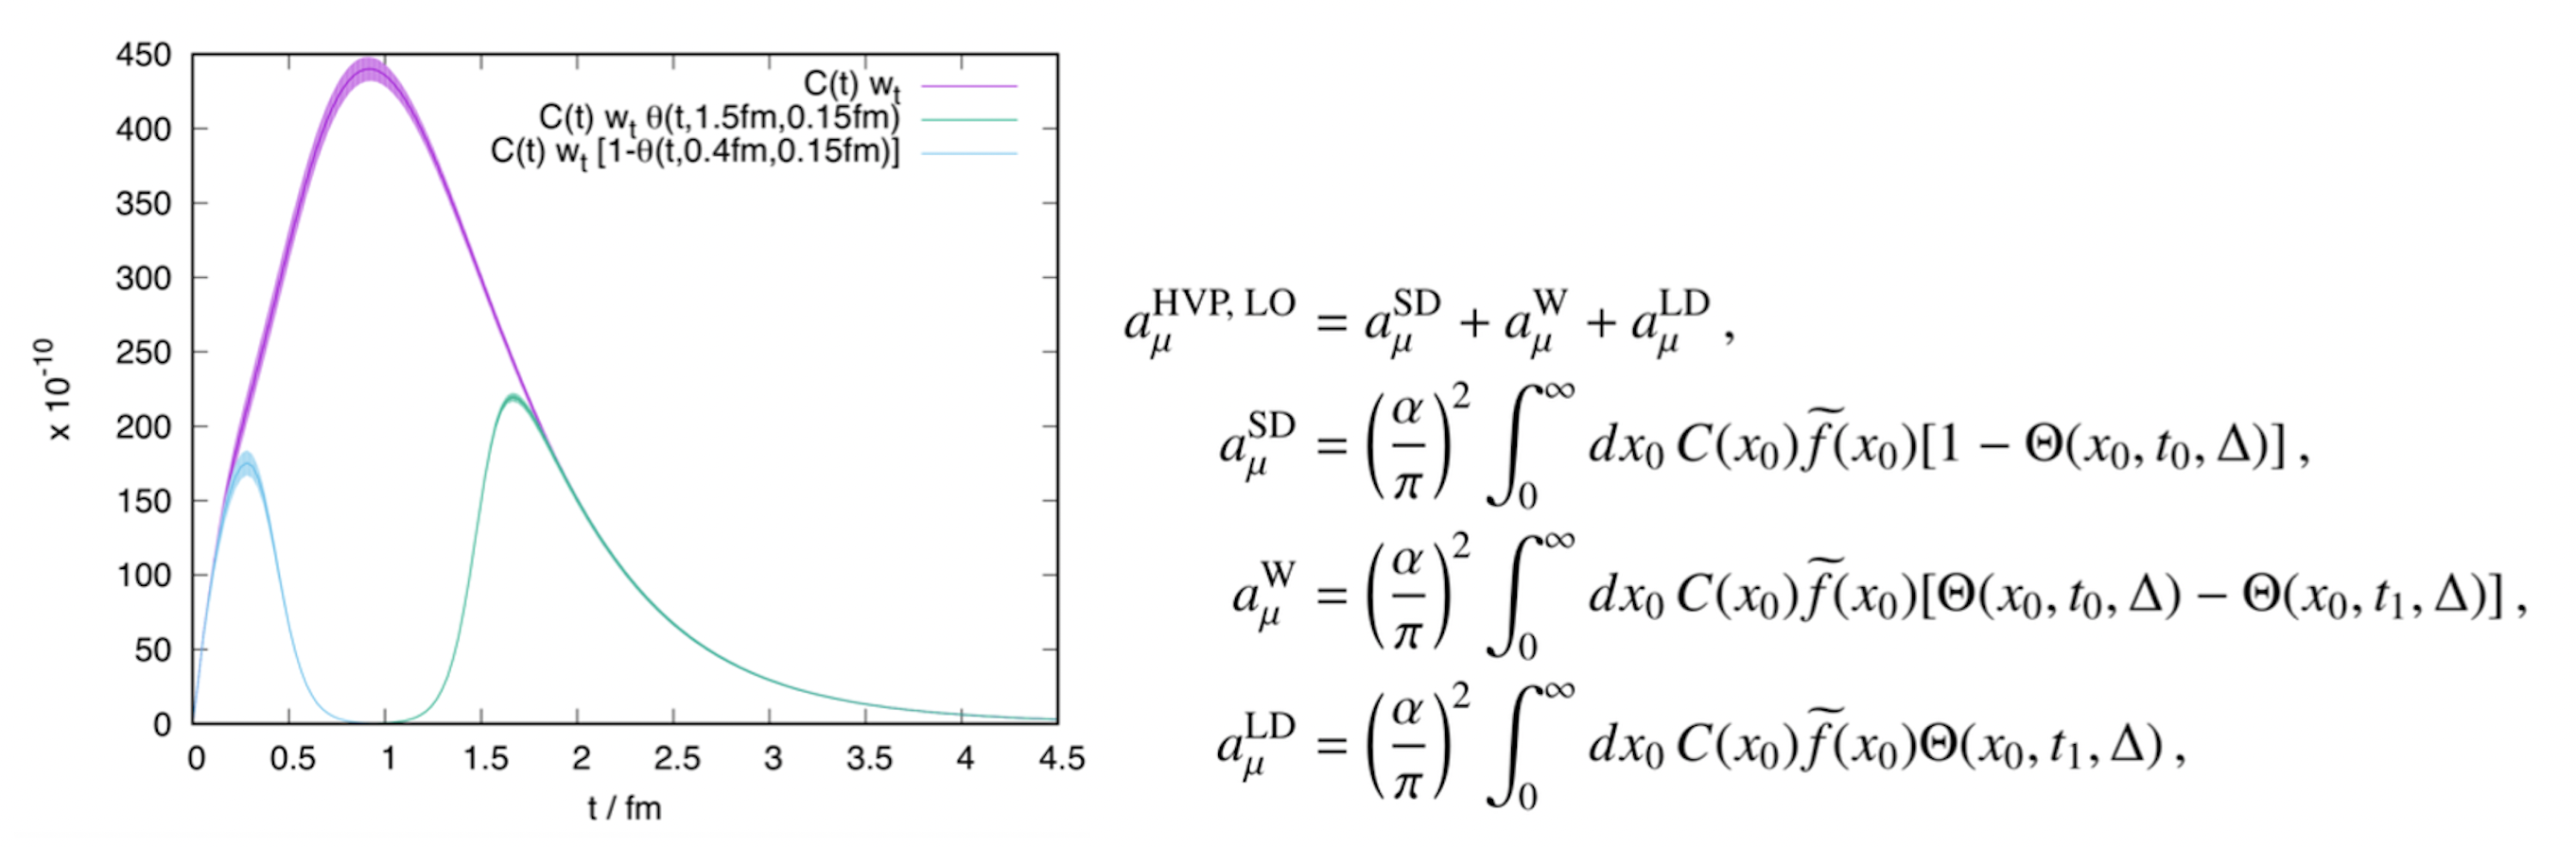 450
400
350
300
250
200
150
100
50
0
x 10^-10
0 0.5 1 1.5 2 2.5 3 3.5 4 4.5
t / fm
C(t) w_t
C(t) w_t θ(t,1.5fm,0.15fm)
C(t) w_t [1-θ(t,0.4fm,0.15fm)]
a_μ^{HVP, LO} = a_μ^{SD} + a_μ^{W} + a_μ^{LD} ,
a_μ^{SD} = (α/π)^2 ∫_0^∞ dx_0 C(x_0) f̃(x_0)[1 − Θ(x_0, t_0, Δ)] ,
a_μ^{W} = (α/π)^2 ∫_0^∞ dx_0 C(x_0) f̃(x_0)[Θ(x_0, t_0, Δ) − Θ(x_0, t_1, Δ)] ,
a_μ^{LD} = (α/π)^2 ∫_0^∞ dx_0 C(x_0) f̃(x_0)Θ(x_0, t_1, Δ) ,